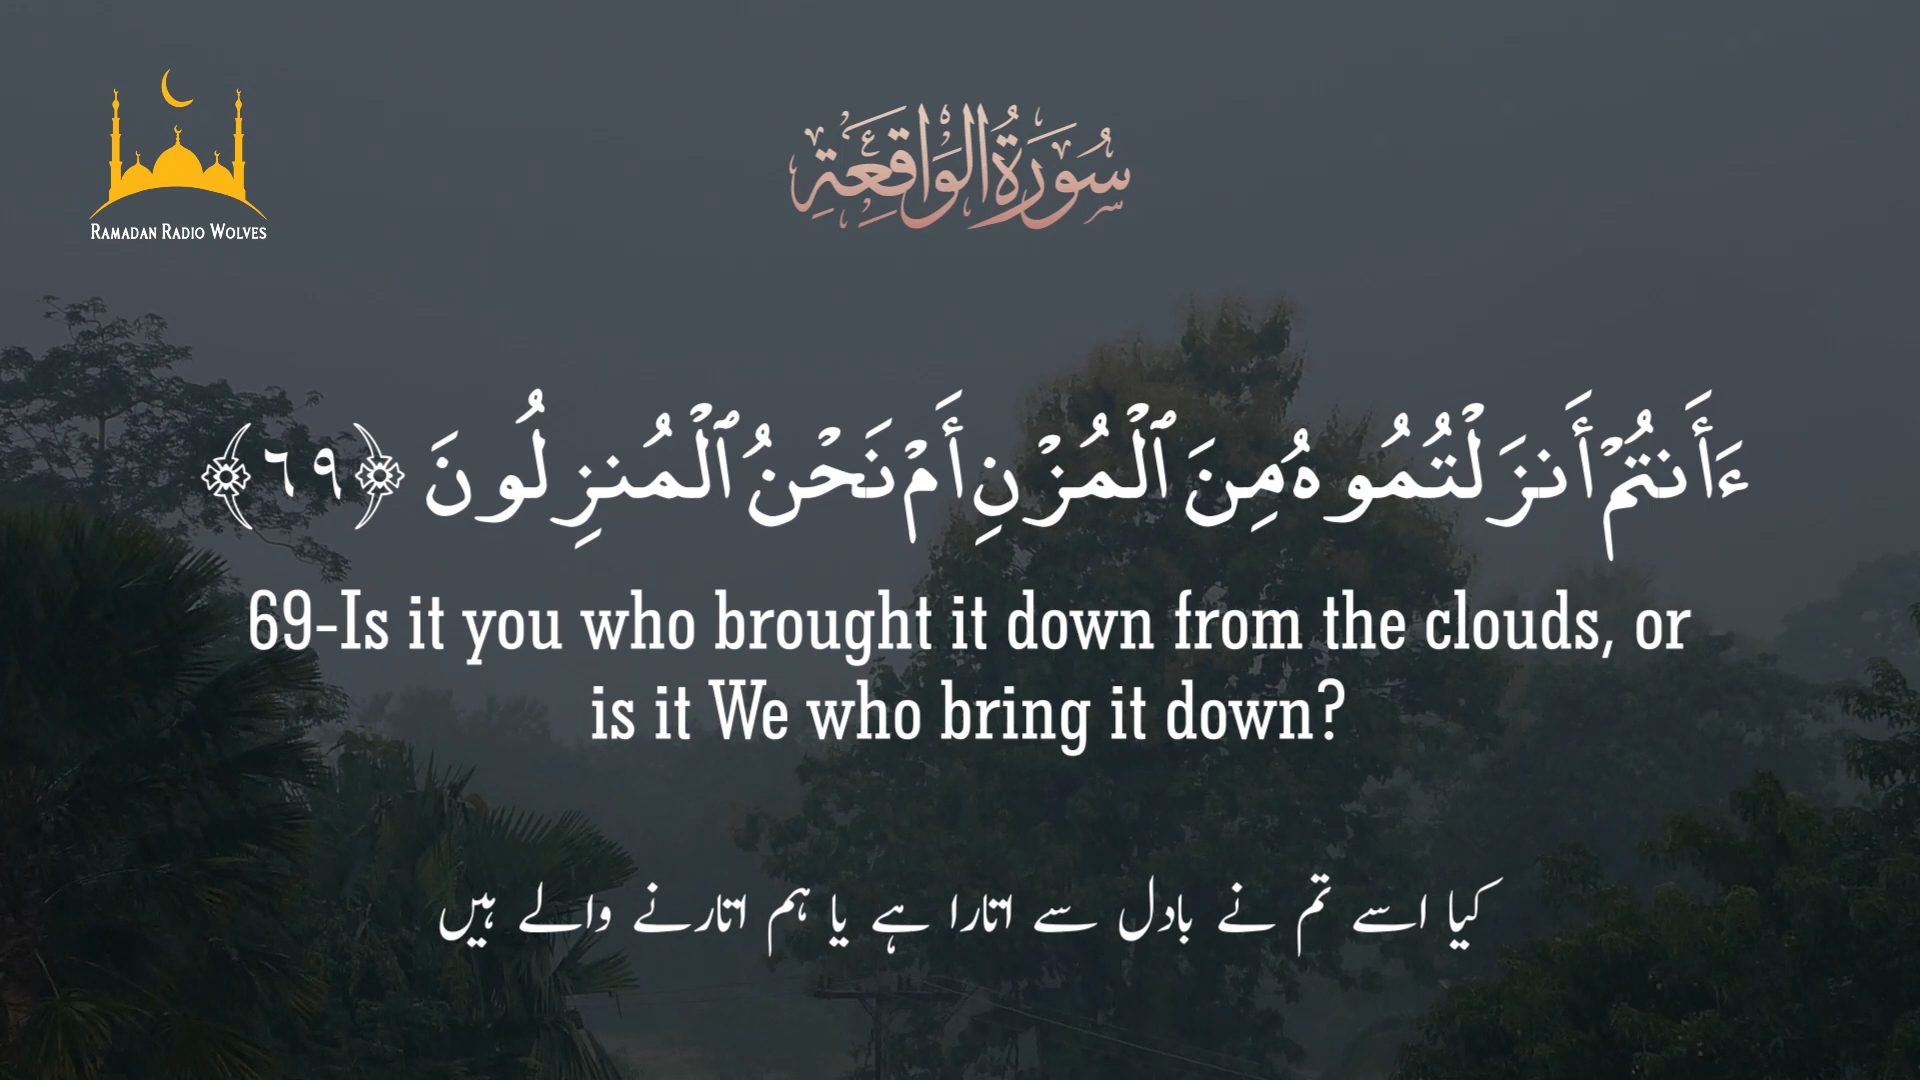 RAMADAN RADIO WOLVES
سُورَةُ الْوَاقِعَةِ
ءَأَنتُمْ أَنزَلْتُمُوهُ مِنَ ٱلْمُزْنِ أَمْ نَحْنُ ٱلْمُنزِلُونَ ﴿٦٩﴾
69-Is it you who brought it down from the clouds, or
is it We who bring it down?
کیا اسے تم نے بادل سے اتارا ہے یا ہم اتارنے والے ہیں